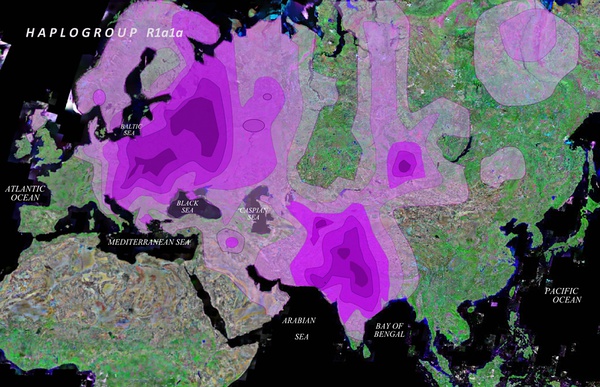 HAPLOGROUP R1a1a
BALTIC
SEA
ATLANTIC
OCEAN
BLACK
SEA
CASPIAN
SEA
MEDITERRANEAN SEA
PACIFIC
OCEAN
ARABIAN
SEA
BAY OF
BENGAL